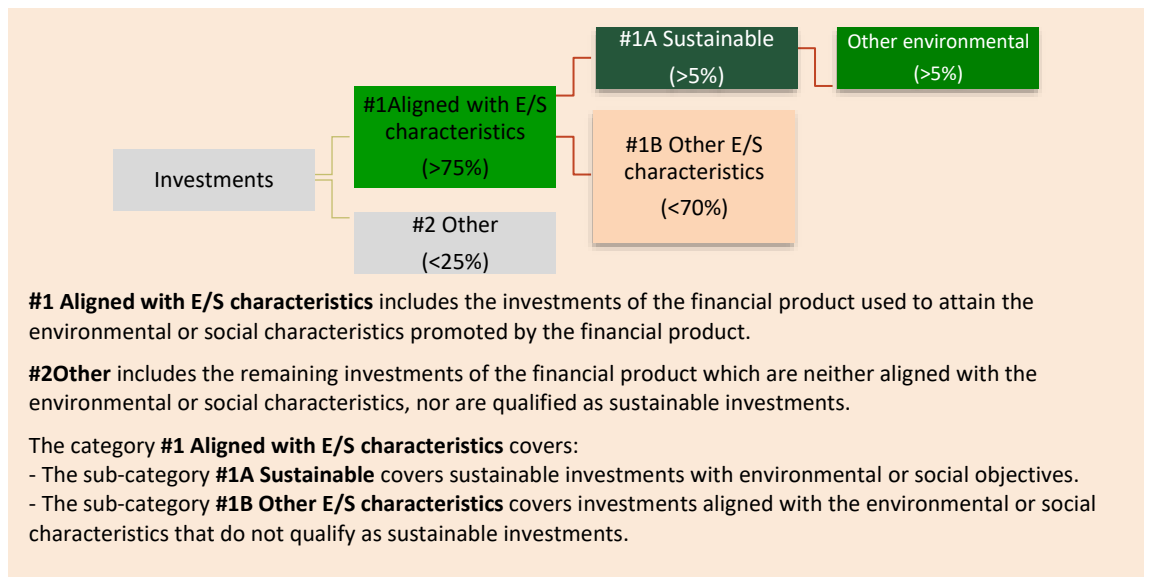 #1A Sustainable
(>5%)
Other environmental
(>5%)
#1Aligned with E/S
characteristics
(>75%)
#1B Other E/S
characteristics
(<70%)
Investments
#2 Other
(<25%)
#1 Aligned with E/S characteristics includes the investments of the financial product used to attain the
environmental or social characteristics promoted by the financial product.
#2Other includes the remaining investments of the financial product which are neither aligned with the
environmental or social characteristics, nor are qualified as sustainable investments.
The category #1 Aligned with E/S characteristics covers:
- The sub-category #1A Sustainable covers sustainable investments with environmental or social objectives.
- The sub-category #1B Other E/S characteristics covers investments aligned with the environmental or social
characteristics that do not qualify as sustainable investments.